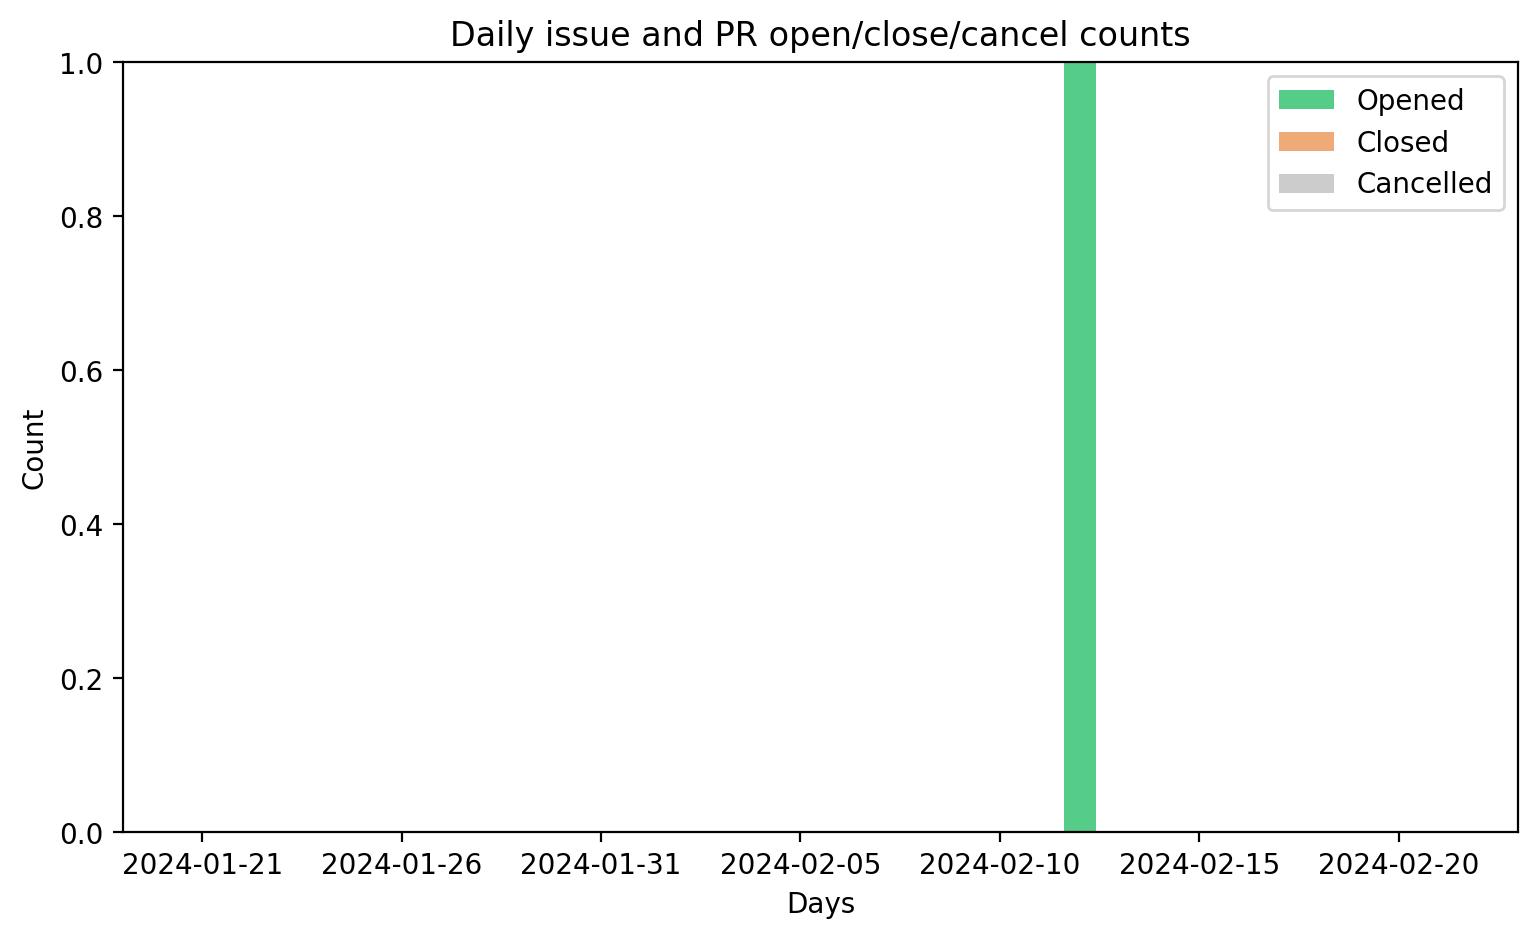 Daily issue and PR open/close/cancel counts
1.0
0.8
0.6
0.4
0.2
0.0
Count
Opened
Closed
Cancelled
2024-01-21 2024-01-26 2024-01-31 2024-02-05 2024-02-10 2024-02-15 2024-02-20
Days